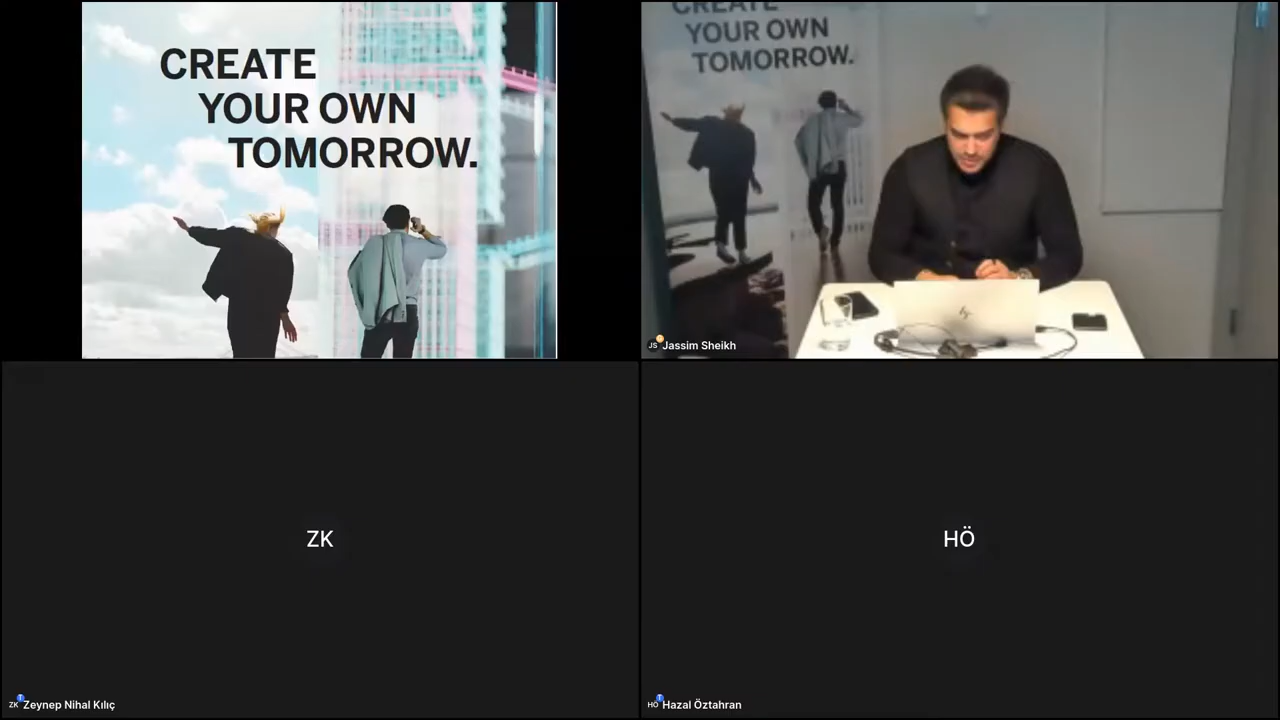 CREATE
YOUR OWN
TOMORROW.
CREATE
YOUR OWN
TOMORROW.
JS Jassim Sheikh
ZK
HÖ
ZK Zeynep Nihal Kılıç
HÖ Hazal Öztahran